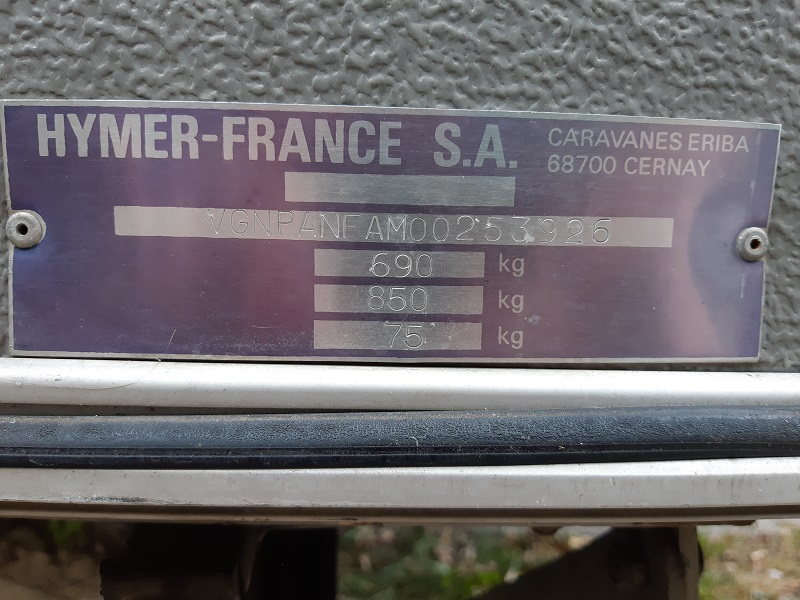 HYMER-FRANCE S.A.
CARAVANES ERIBA
68700 CERNAY
VGNPANFAM00253926
690 kg
850 kg
75 kg